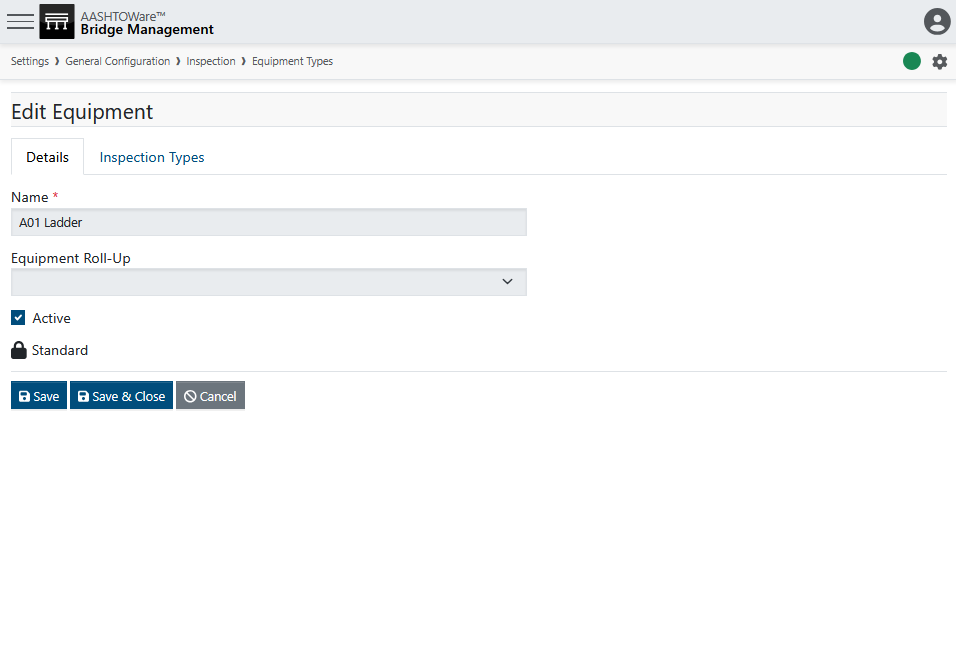 AASHTOWare™
Bridge Management
Settings ❯ General Configuration ❯ Inspection ❯ Equipment Types
Edit Equipment
Details Inspection Types
Name *
A01 Ladder
Equipment Roll-Up
Active
Standard
Save Save & Close Cancel